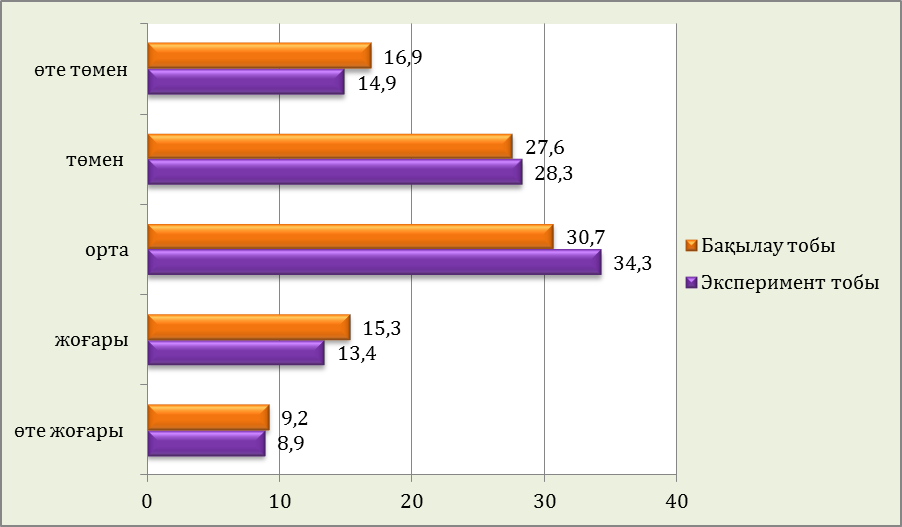 өте төмен
16,9
14,9
төмен
27,6
28,3
орта
30,7
34,3
жоғары
15,3
13,4
өте жоғары
9,2
8,9
0 10 20 30 40
Бақылау тобы
Эксперимент тобы